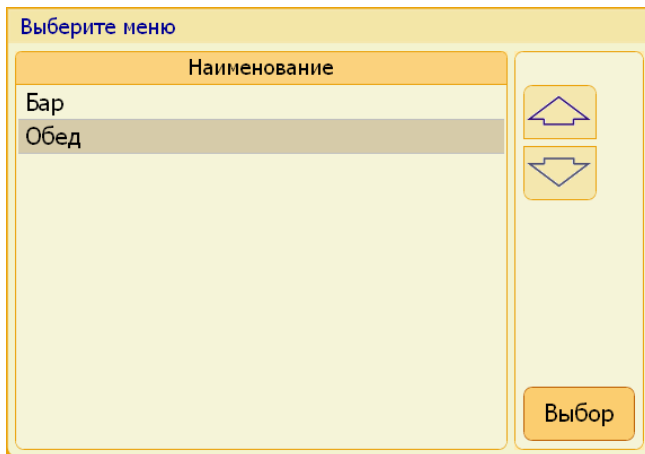 Выберите меню
Наименование
Бар
Обед
Выбор